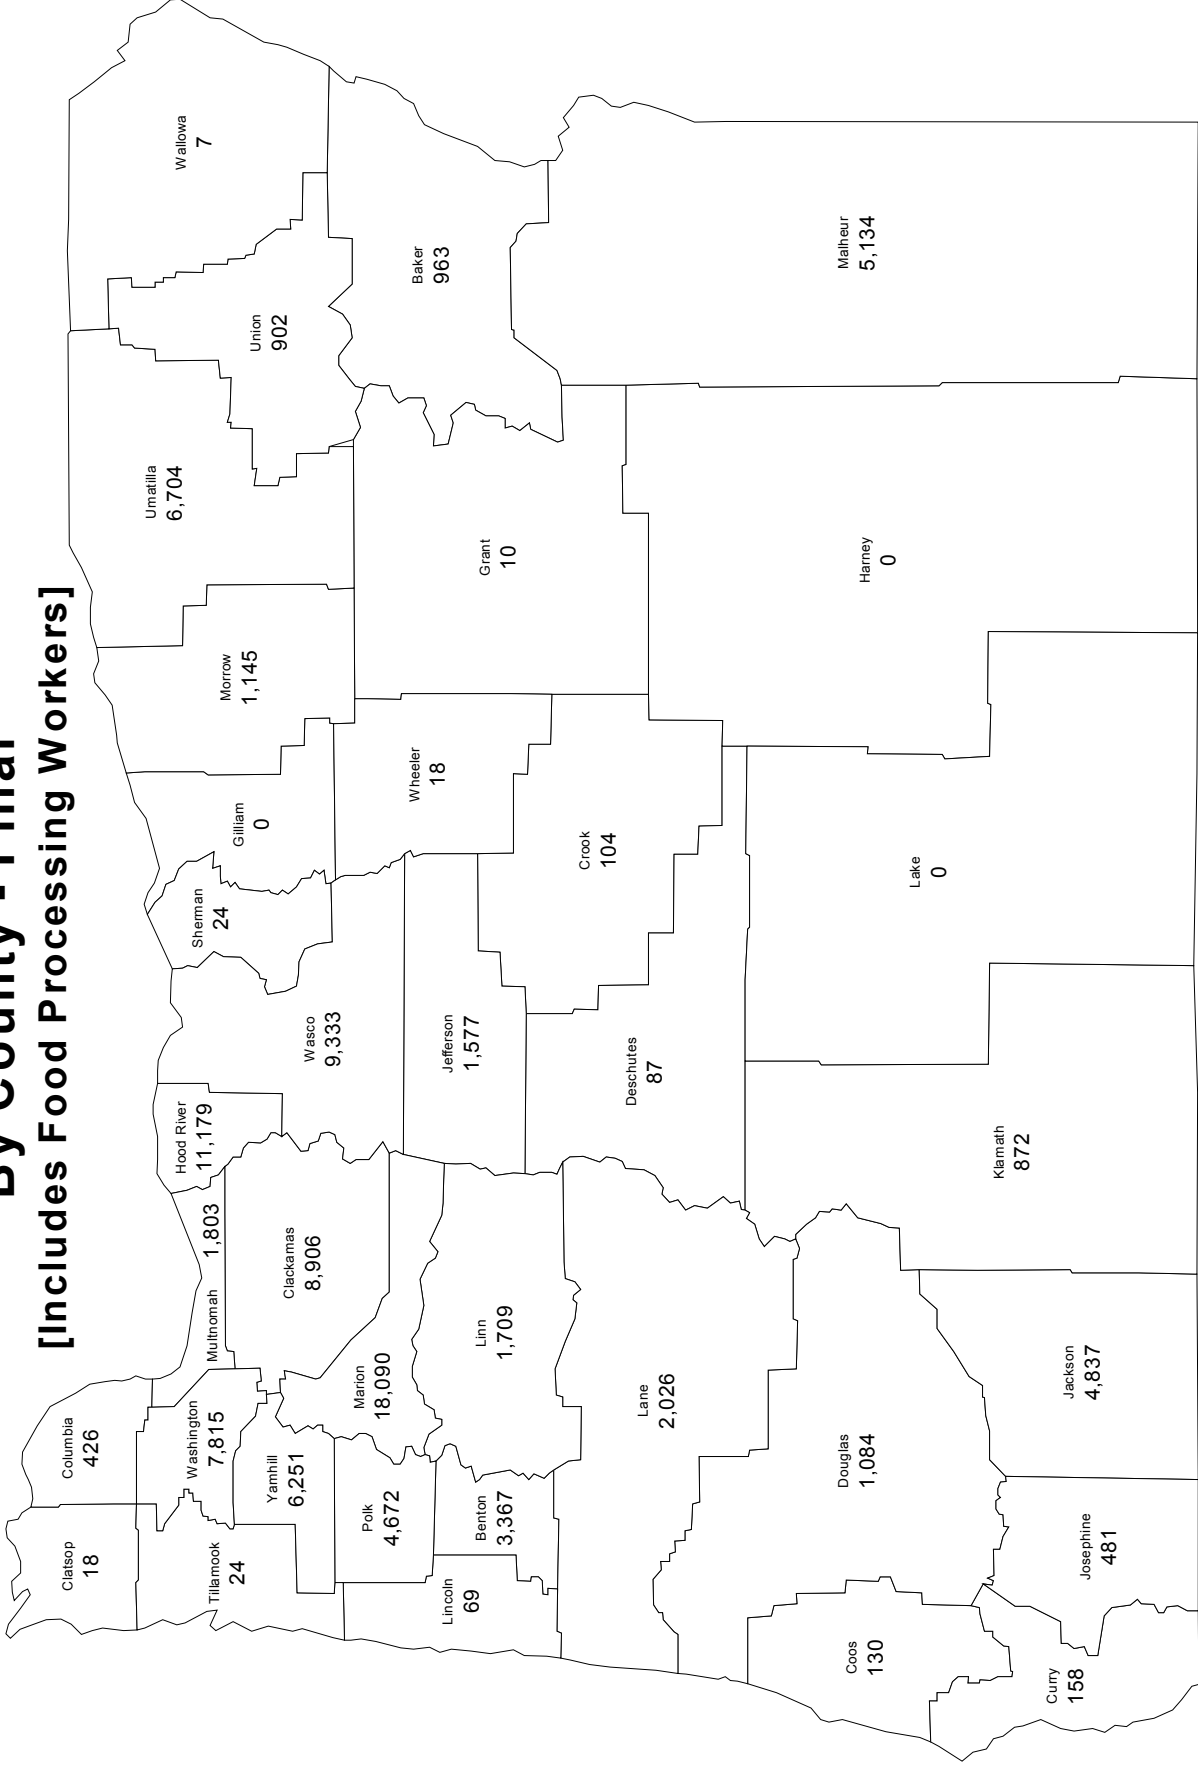 By County - Final
[Includes Food Processing Workers]
Clatsop
18
Columbia
426
Tillamook
24
Washington
7,815
Multnomah
1,803
Hood River
11,179
Sherman
24
Gilliam
0
Morrow
1,145
Umatilla
6,704
Union
902
Wallowa
7
Yamhill
6,251
Clackamas
8,906
Wasco
9,333
Polk
4,672
Marion
18,090
Jefferson
1,577
Wheeler
18
Grant
10
Baker
963
Lincoln
69
Benton
3,367
Linn
1,709
Crook
104
Lane
2,026
Deschutes
87
Coos
130
Douglas
1,084
Klamath
872
Lake
0
Harney
0
Malheur
5,134
Curry
158
Josephine
481
Jackson
4,837